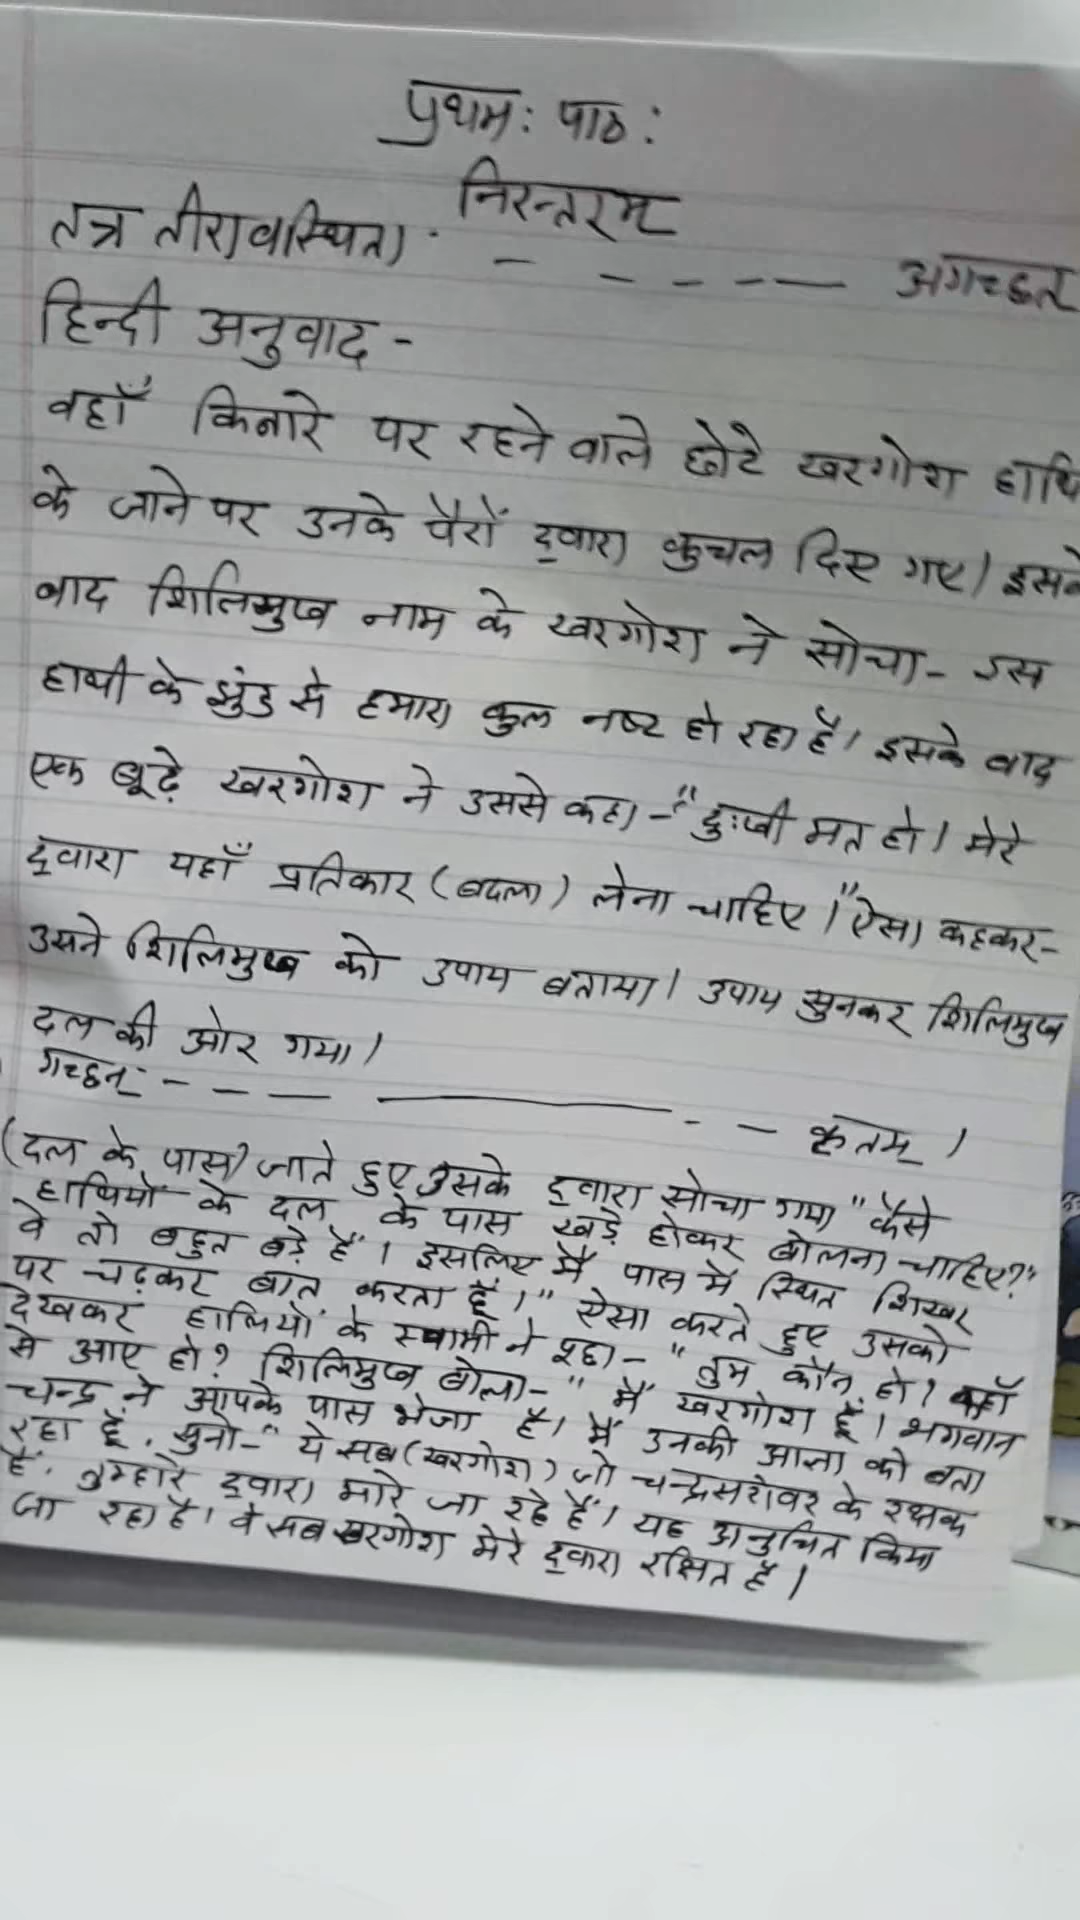 प्रथम: पाठ:
निरन्तरम्
तत्र तीरावस्थिता - - - - - अगच्छत्
हिन्दी अनुवाद -
वहाँ किनारे पर रहने वाले छोटे खरगोश हाथि
के जाने पर उनके पैरों द्वारा कुचल दिए गए। इसके
बाद शिलिमुख नाम के खरगोश ने सोचा- इस
हाथी के झुंड से हमारा कुल नष्ट हो रहा है। इसके बाद
एक बूढ़े खरगोश ने उससे कहा - "दुःखी मत हो। मेरे
द्वारा यहाँ प्रतिकार (बदला) लेना चाहिए।" ऐसा कहकर-
उसने शिलिमुख को उपाय बताया। उपाय सुनकर शिलिमुख
दल की ओर गया।
गच्छन् - - - - - - कृतम्।
(दल के पास) जाते हुए उसके द्वारा सोचा गया "कैसे
हाथियों के दल के पास खड़े होकर बोलना चाहिए?"
वे तो बहुत बड़े हैं। इसलिए मैं पास में स्थित शिखर
पर चढ़कर बात करता हूँ।" ऐसा करते हुए उसको
देखकर हाथियों के स्वामी ने पूछा - "तुम कौन हो? कहाँ
से आए हो? शिलिमुख बोला-" मैं खरगोश हूँ। भगवान
चन्द्र ने आपके पास भेजा है। मैं उनकी आज्ञा को बता
रहा हूँ, सुनो-" ये सब (खरगोश) जो चन्द्रसरोवर के रक्षक
हैं, तुम्हारे द्वारा मारे जा रहे हैं। यह अनुचित किया
जा रहा है। वे सब खरगोश मेरे द्वारा रक्षित हैं।